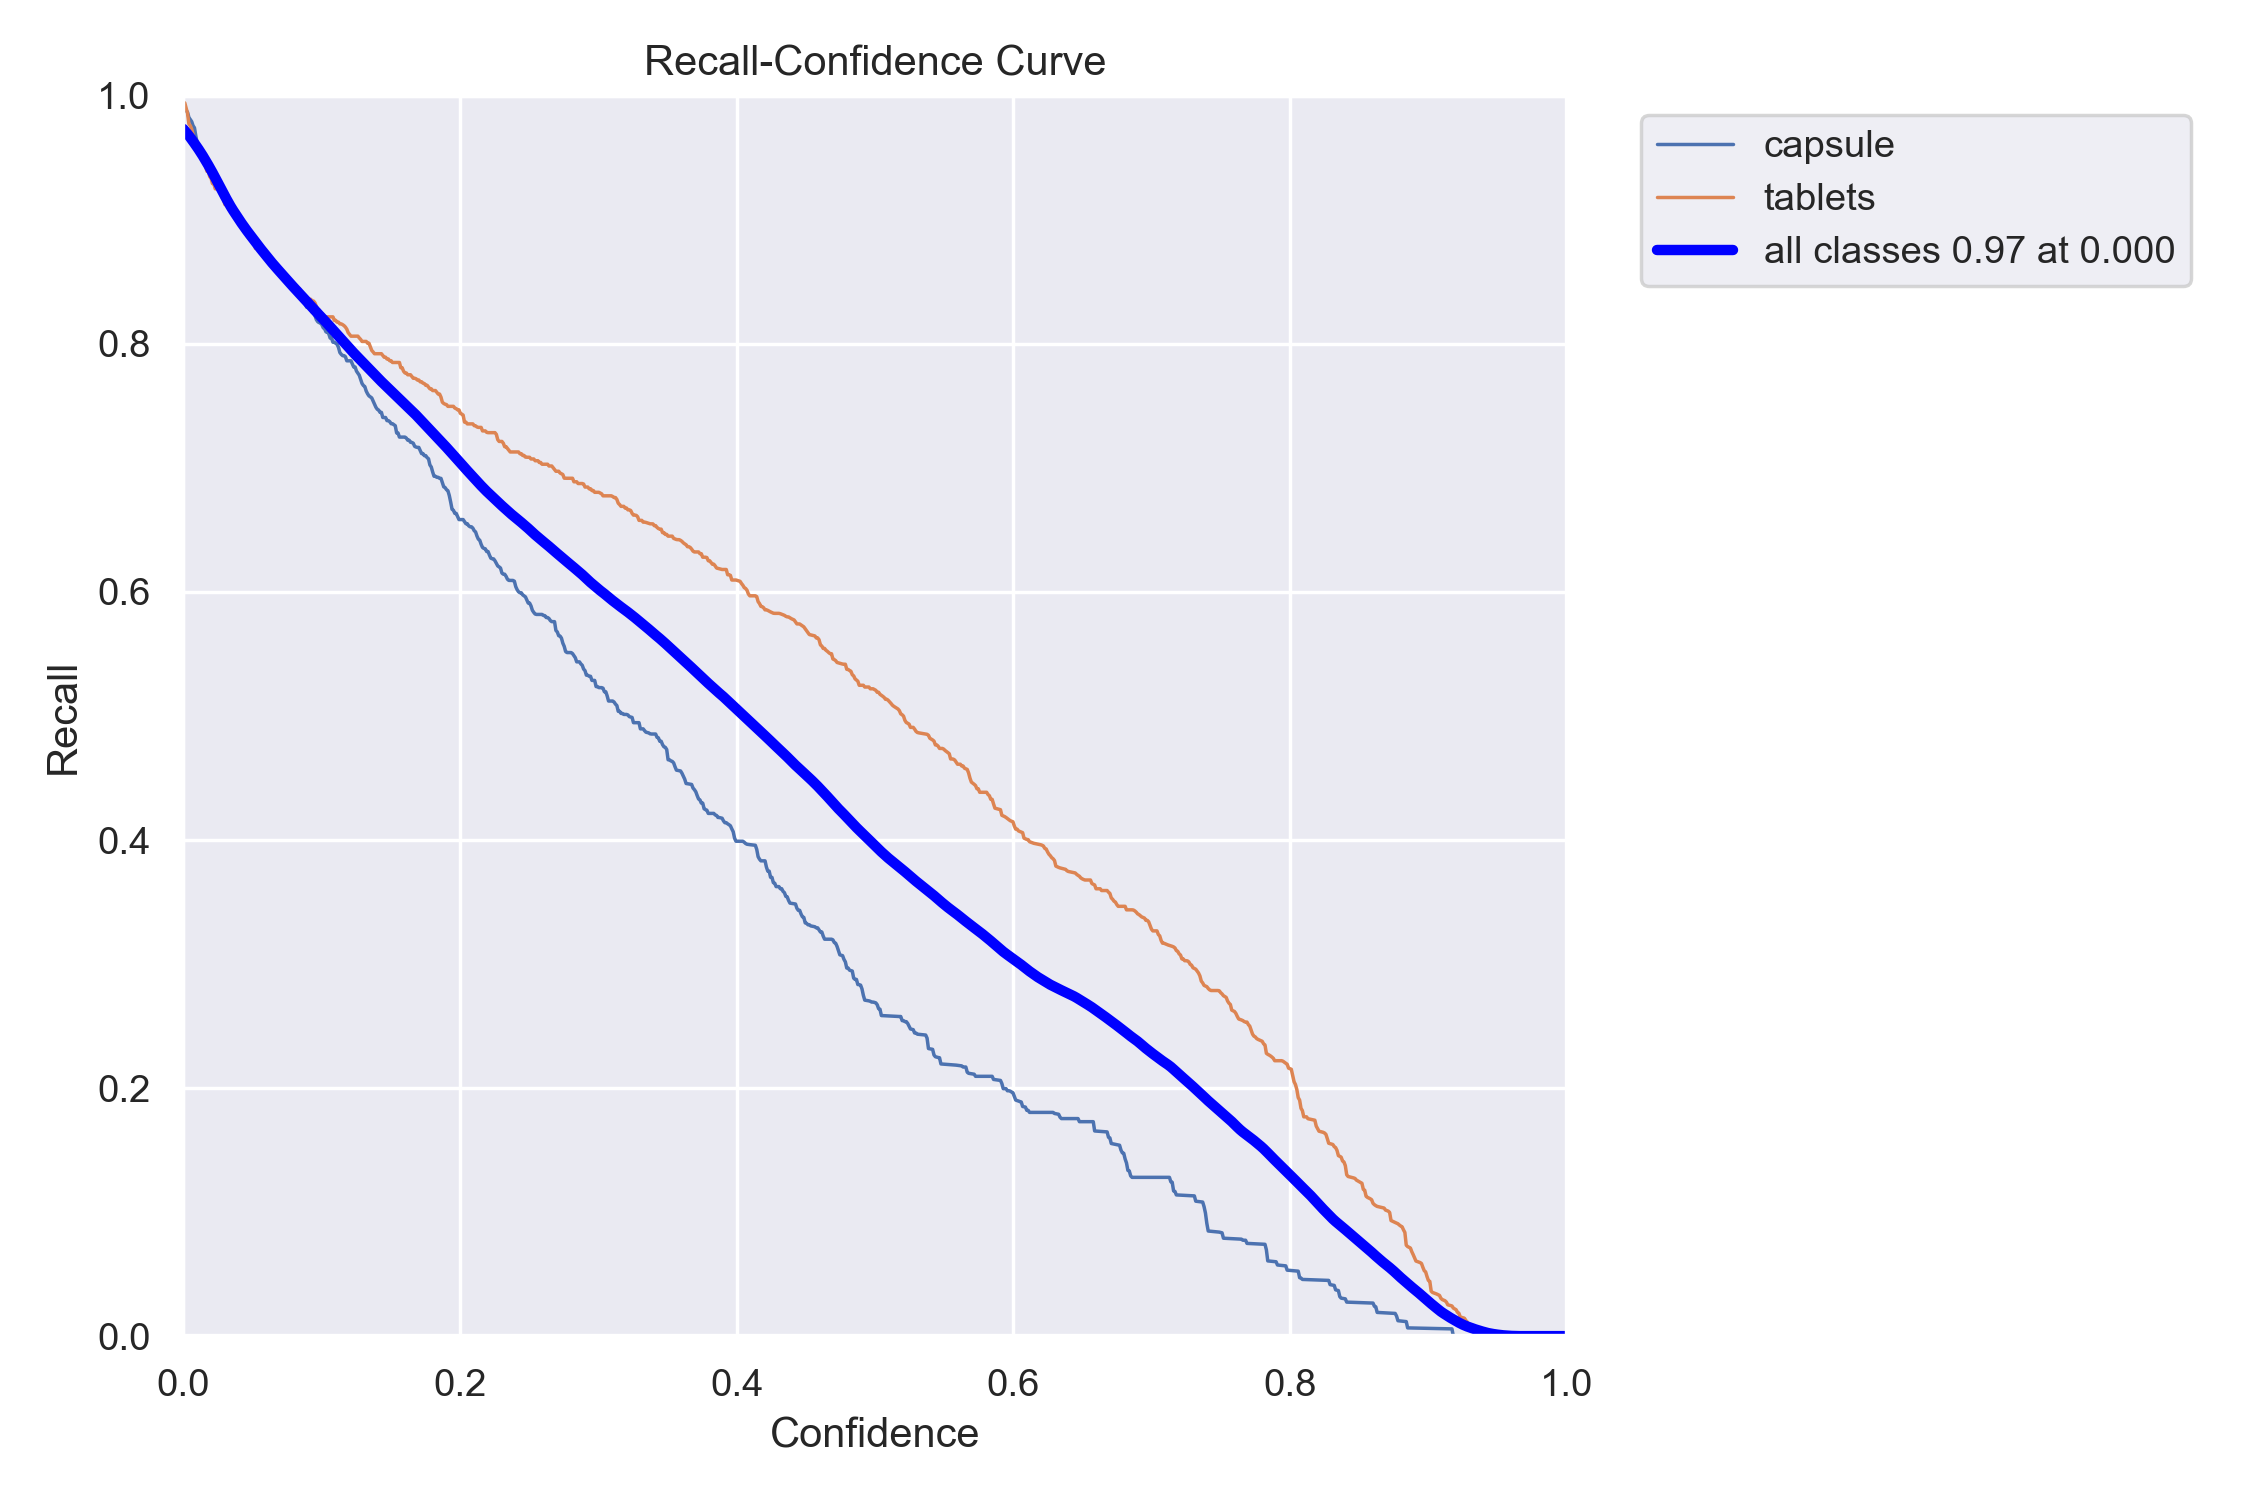 Recall-Confidence Curve
1.0
0.8
0.6
0.4
0.2
0.0
Recall
0.0 0.2 0.4 0.6 0.8 1.0
Confidence
capsule
tablets
all classes 0.97 at 0.000